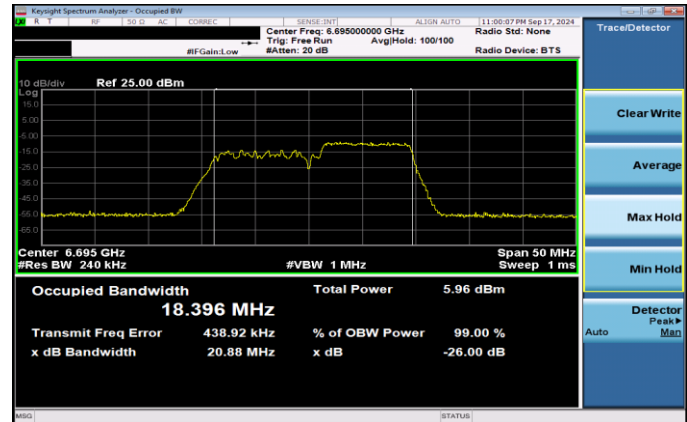 Keysight Spectrum Analyzer - Occupied BW
LXI R T RF 50 Ω AC CORREC SENSE:INT ALIGN AUTO 11:00:07 PM Sep 17, 2024
Center Freq: 6.695000000 GHz Radio Std: None
Trig: Free Run Avg|Hold: 100/100
#IFGain:Low #Atten: 20 dB Radio Device: BTS
Trace/Detector
10 dB/div Ref 25.00 dBm
Log
15.0
5.00
-5.00
-15.0
-25.0
-35.0
-45.0
-55.0
-65.0
Center 6.695 GHz Span 50 MHz
#Res BW 240 kHz #VBW 1 MHz Sweep 1 ms
Occupied Bandwidth Total Power 5.96 dBm
18.396 MHz
Transmit Freq Error 438.92 kHz % of OBW Power 99.00 %
x dB Bandwidth 20.88 MHz x dB -26.00 dB
Clear Write
Average
Max Hold
Min Hold
Detector
Peak▶
Auto Man
MSG STATUS